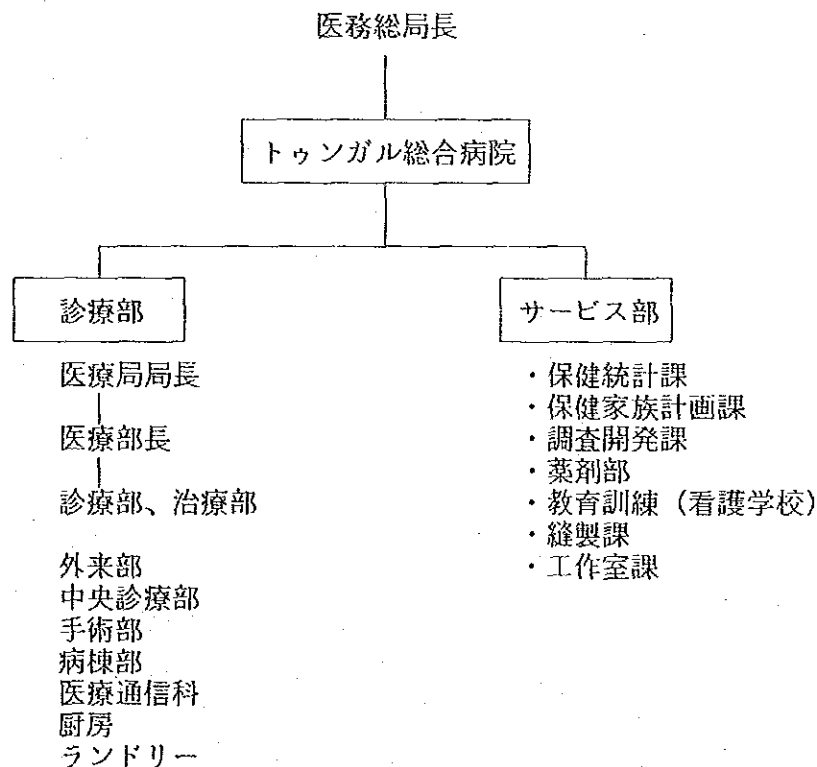 医務総局長
トゥンガル総合病院
診療部
医療局局長
医療部長
診療部、治療部
外来部
中央診療部
手術部
病棟部
医療通信科
厨房
ランドリー
サービス部
・保健統計課
・保健家族計画課
・調査開発課
・薬剤部
・教育訓練（看護学校）
・縫製課
・工作室課